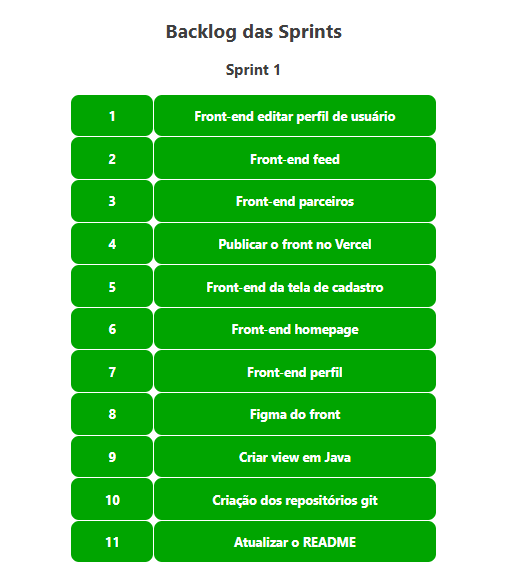 Backlog das Sprints
Sprint 1
1 Front-end editar perfil de usuário
2 Front-end feed
3 Front-end parceiros
4 Publicar o front no Vercel
5 Front-end da tela de cadastro
6 Front-end homepage
7 Front-end perfil
8 Figma do front
9 Criar view em Java
10 Criação dos repositórios git
11 Atualizar o README